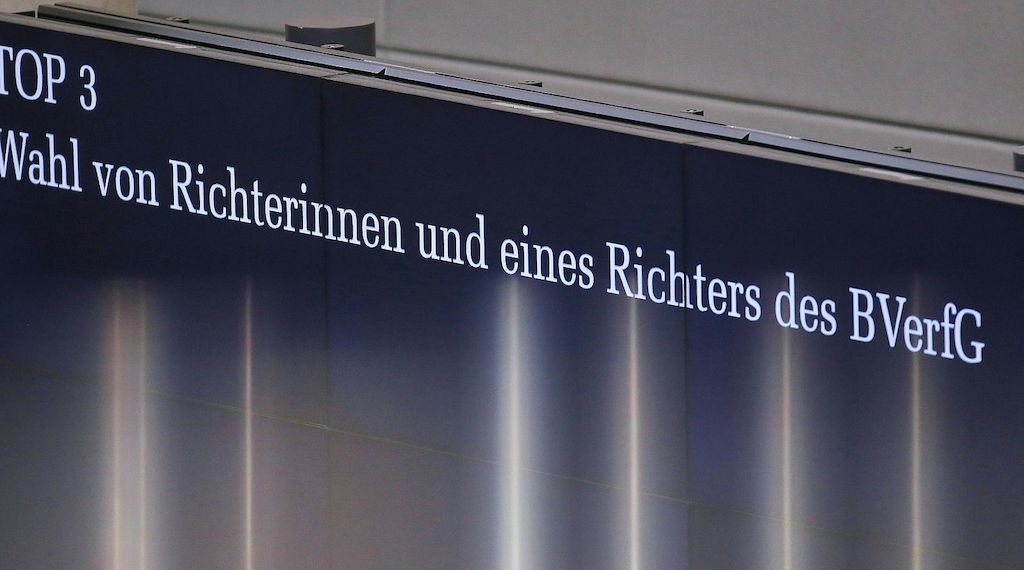 TOP 3
Wahl von Richterinnen und eines Richters des BVerfG